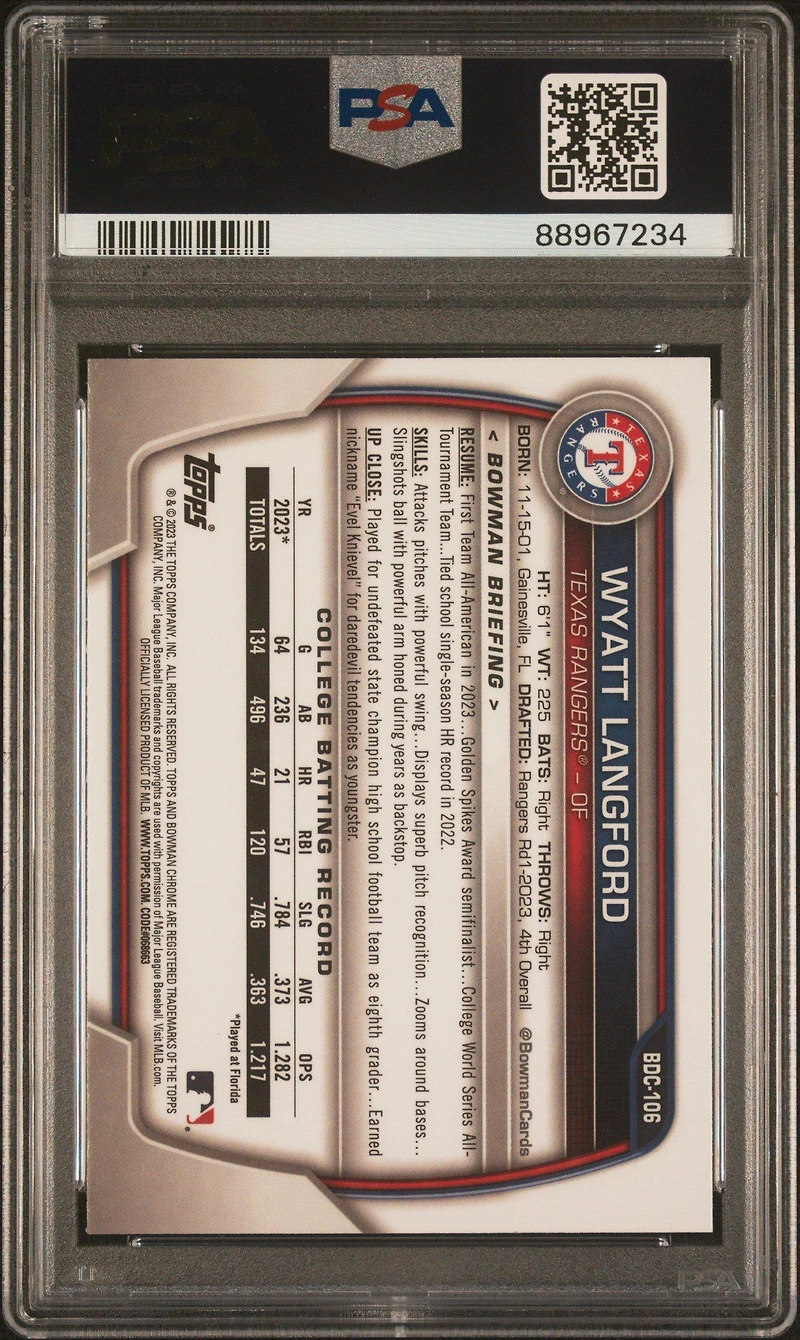 PSA
88967234
BDC-106
WYATT LANGFORD
TEXAS RANGERS® – OF
TEXAS
RANGERS
T
HT: 6'1" WT: 225 BATS: Right THROWS: Right
BORN: 11-15-01, Gainesville, FL DRAFTED: Rangers Rd1-2023, 4th Overall @BowmanCards
< BOWMAN BRIEFING >
RESUME: First Team All-American in 2023...Golden Spikes Award semifinalist...College World Series All-
Tournament Team...Tied school single-season HR record in 2022.
SKILLS: Attacks pitches with powerful swing...Displays superb pitch recognition...Zooms around bases...
Slingshots ball with powerful arm honed during years as backstop.
UP CLOSE: Played for undefeated state champion high school football team as eighth grader...Earned
nickname "Evel Knievel" for daredevil tendencies as youngster.
COLLEGE BATTING RECORD
YR G AB HR RBI SLG AVG OPS
2023* 64 236 21 57 .784 .373 1.282
TOTALS 134 496 47 120 .746 .363 1.217
*Played at Florida
topps®
® & © 2023 THE TOPPS COMPANY, INC. ALL RIGHTS RESERVED. TOPPS AND BOWMAN CHROME ARE REGISTERED TRADEMARKS OF THE TOPPS
COMPANY, INC. Major League Baseball trademarks and copyrights are used with permission of Major League Baseball. Visit MLB.com.
OFFICIALLY LICENSED PRODUCT OF MLB. WWW.TOPPS.COM. CODE#068663
PSA